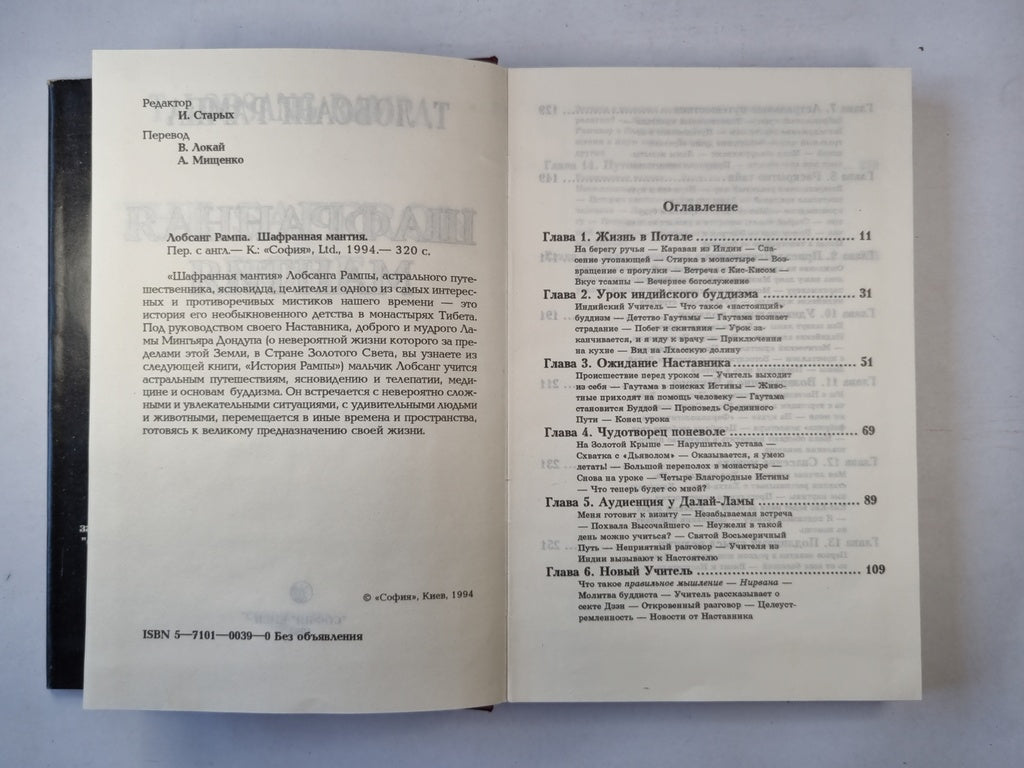 Редактор
И. Старых
Перевод
В. Локай
А. Мищенко
Лобсанг Рампа. Шафранная мантия.
Пер. с англ.— К.: «София», Ltd., 1994.— 320 с.
«Шафранная мантия» Лобсанга Рампы, астрального путе-
шественника, ясновидца, целителя и одного из самых интерес-
ных и противоречивых мистиков нашего времени — это
история его необыкновенного детства в монастырях Тибета.
Под руководством своего Наставника, доброго и мудрого Ла-
мы Мингьяра Дондупа (о невероятной жизни которого за пре-
делами этой Земли, в Стране Золотого Света, вы узнаете из
следующей книги, «История Рампы») мальчик Лобсанг учится
астральным путешествиям, ясновидению и телепатии, меди-
цине и основам буддизма. Он встречается с невероятно слож-
ными и увлекательными ситуациями, с удивительными людьми
и животными, перемещается в иные времена и пространства,
готовясь к великому предназначению своей жизни.
© «София», Киев, 1994
ISBN 5—7101—0039—0 Без объявления
Оглавление
Глава 1. Жизнь в Потале ........................ 11
На берегу ручья — Караван из Индии — Спа-
сение утопающей — Стирка в монастыре — Воз-
вращение с прогулки — Встреча с Кис-Кисом —
Вкус тсампы — Вечернее богослужение
Глава 2. Урок индийского буддизма ............... 31
Индийский Учитель — Что такое «настоящий»
буддизм — Детство Гаутамы — Гаутама познает
страдание — Побег и скитания — Урок за-
канчивается, и я иду к врачу — Приключения
на кухне — Вид на Лхасскую долину
Глава 3. Ожидание Наставника................... 51
Происшествие перед уроком — Учитель выходит
из себя — Гаутама в поисках Истины — Живо-
тные приходят на помощь человеку — Гаутама
становится Буддой — Проповедь Срединного
Пути — Конец урока
Глава 4. Чудотворец поневоле ................... 69
На Золотой Крыше — Нарушитель устава —
Схватка с «Дьяволом» — Оказывается, я умею
летать! — Большой переполох в монастыре —
Снова на уроке — Четыре Благородные Истины
— Что теперь будет со мной?
Глава 5. Аудиенция у Далай-Ламы ............... 89
Меня готовят к визиту — Незабываемая встреча
— Похвала Высочайшего — Неужели в такой
день можно учиться? — Святой Восьмеричный
Путь — Неприятный разговор — Учителя из
Индии вызывают к Настоятелю
Глава 6. Новый Учитель ........................ 109
Что такое правильное мышление — Нирвана —
Молитва буддиста — Учитель рассказывает о
секте Дзэн — Откровенный разговор — Целеуст-
ремленность — Новости от Наставника